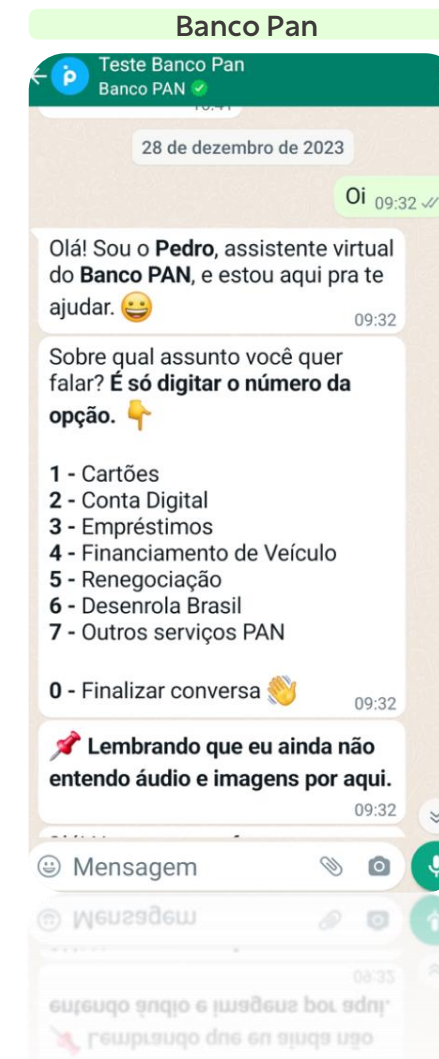 Banco Pan
Teste Banco Pan
Banco PAN
28 de dezembro de 2023
Oi 09:32
Olá! Sou o Pedro, assistente virtual
do Banco PAN, e estou aqui pra te
ajudar. 😀
09:32
Sobre qual assunto você quer
falar? É só digitar o número da
opção. 👇
1 - Cartões
2 - Conta Digital
3 - Empréstimos
4 - Financiamento de Veículo
5 - Renegociação
6 - Desenrola Brasil
7 - Outros serviços PAN
0 - Finalizar conversa 👋
09:32
📌 Lembrando que eu ainda não
entendo áudio e imagens por aqui.
09:32
Mensagem